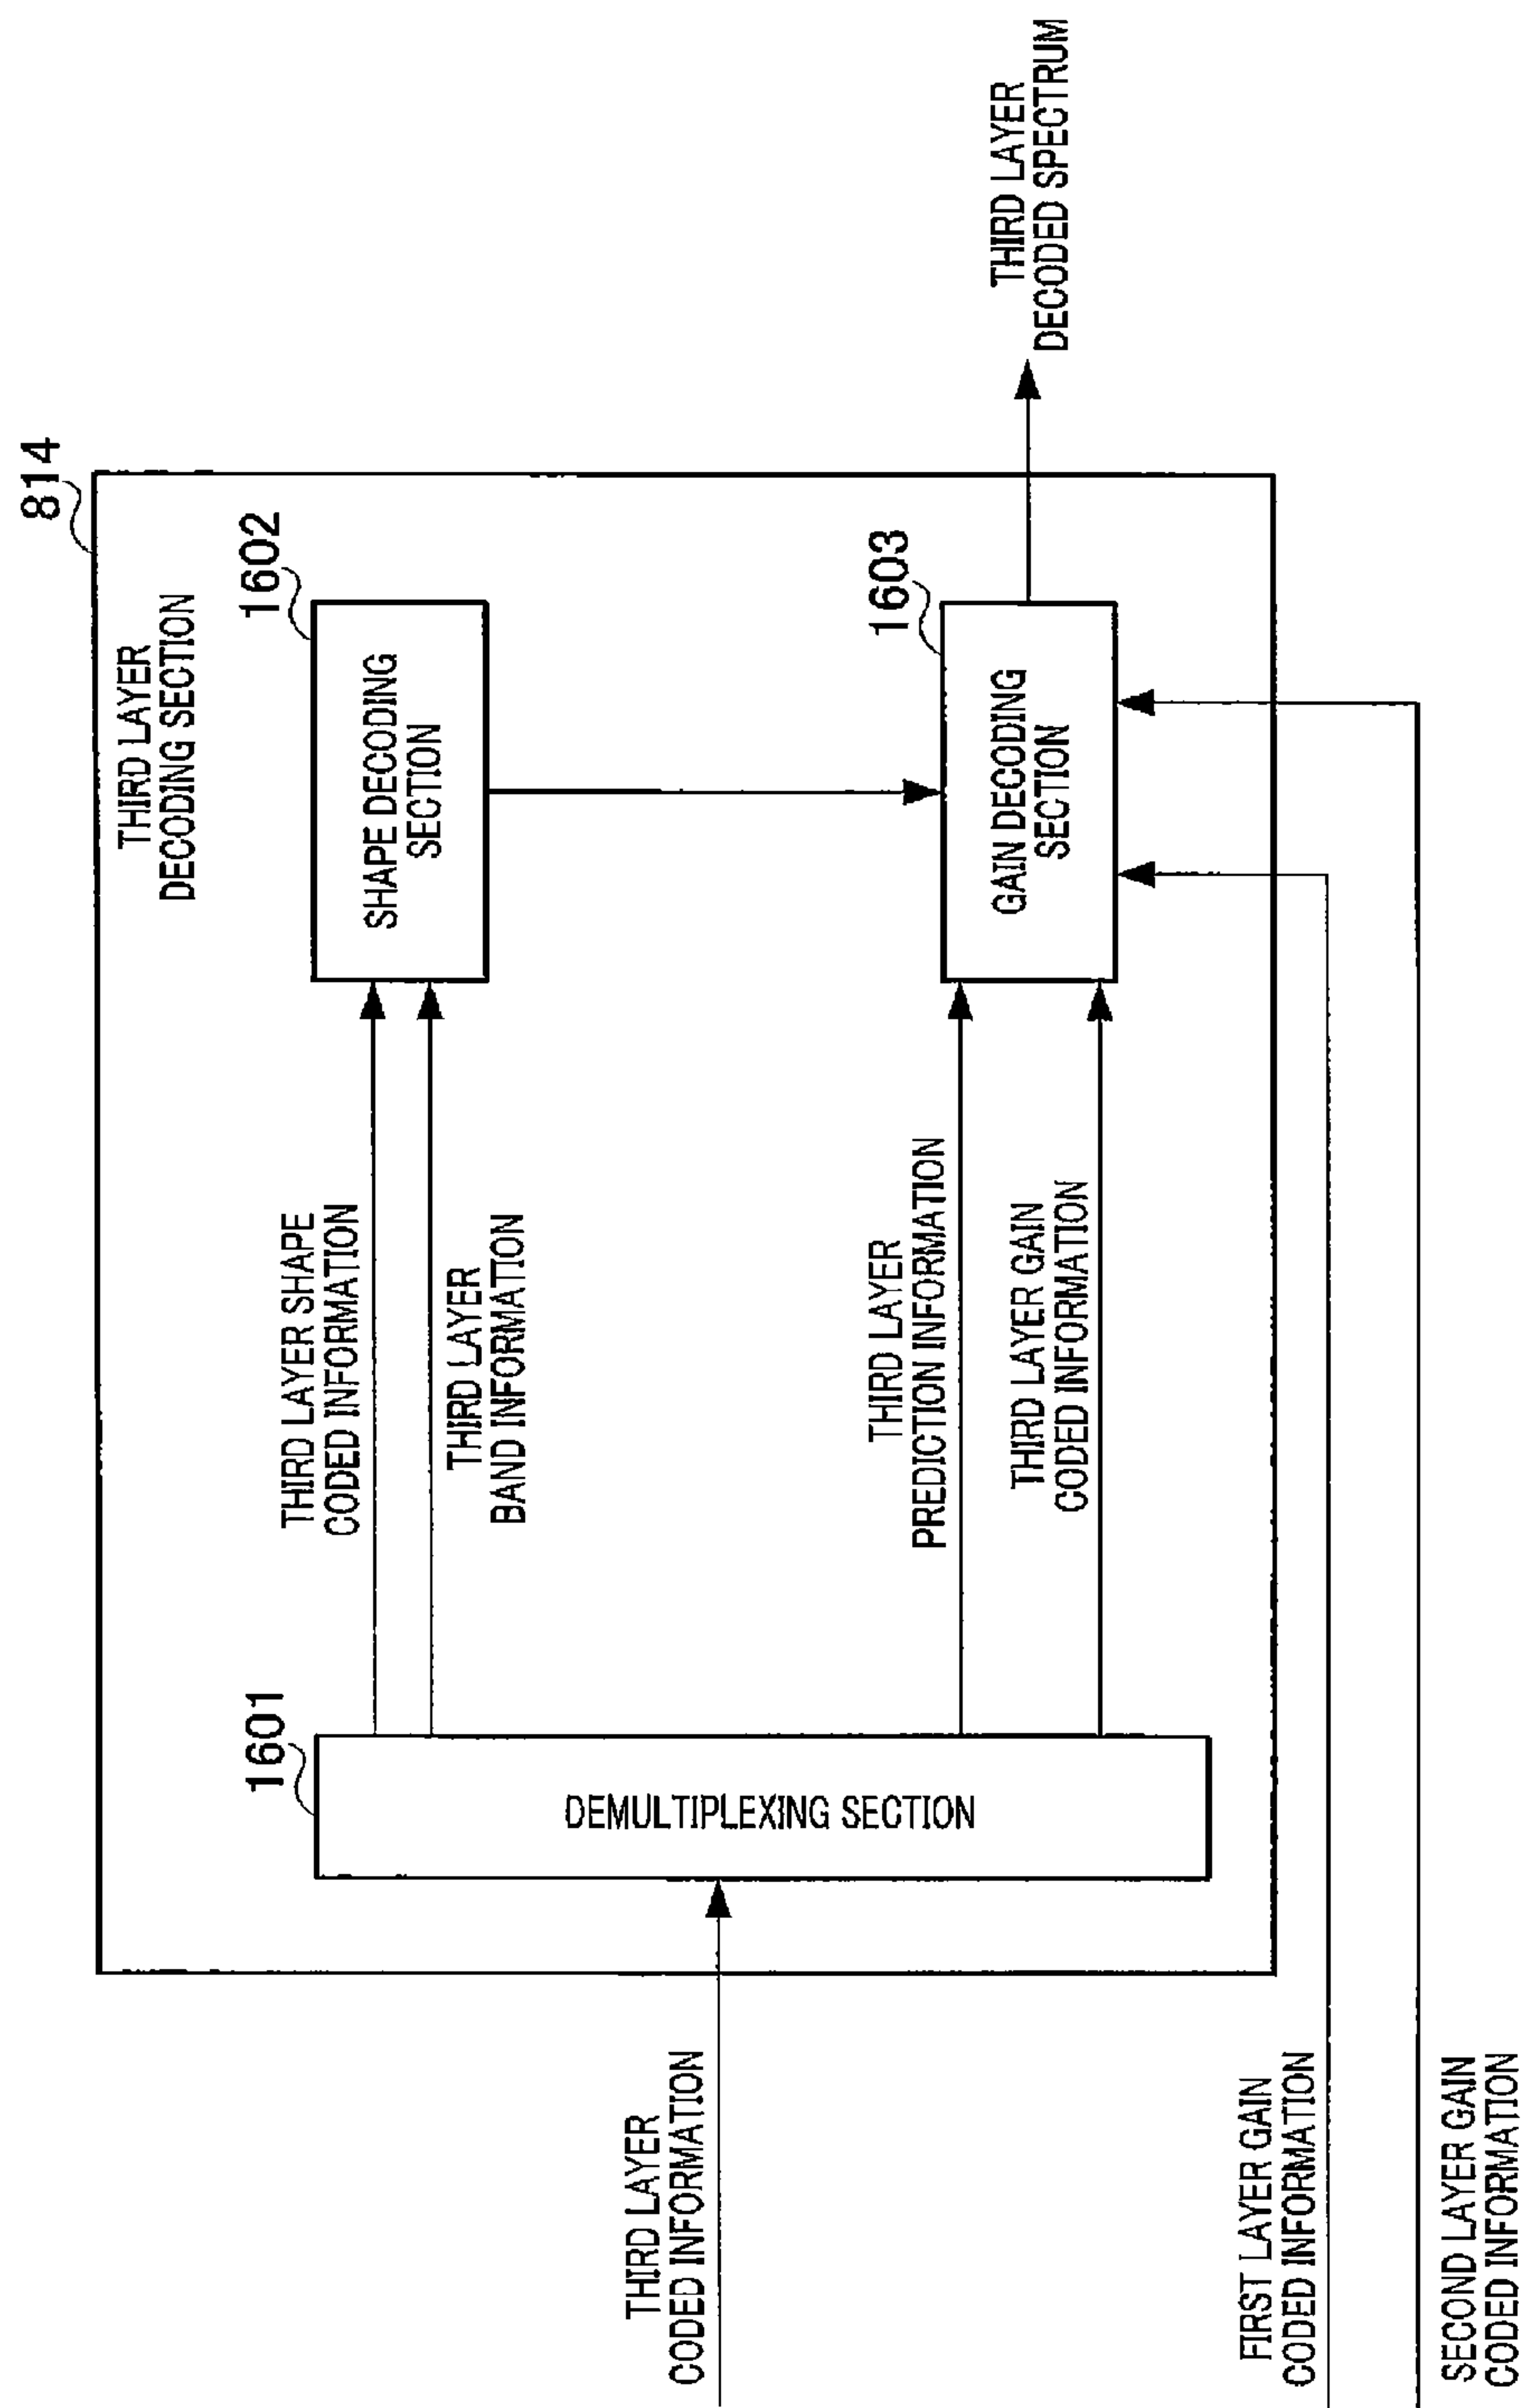 814
THIRD LAYER
DECODING SECTION
1602
SHAPE DECODING
SECTION
THIRD LAYER SHAPE
CODED INFORMATION
THIRD LAYER
BAND INFORMATION
1601
DEMULTIPLEXING SECTION
THIRD LAYER
CODED INFORMATION
THIRD LAYER
PREDICTION INFORMATION
THIRD LAYER GAIN
CODED INFORMATION
1603
GAIN DECODING
SECTION
THIRD LAYER
DECODED SPECTRUM
FIRST LAYER GAIN
CODED INFORMATION
SECOND LAYER GAIN
CODED INFORMATION